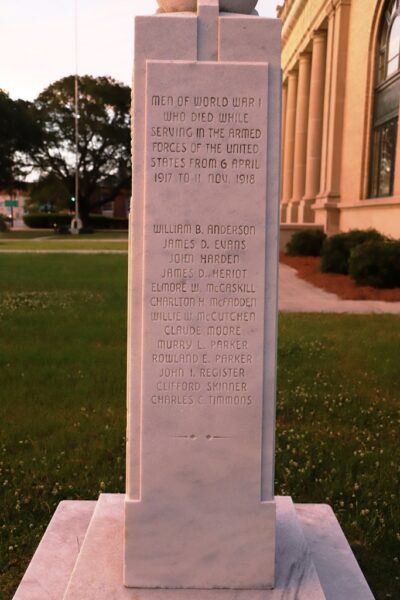 MEN OF WORLD WAR I
WHO DIED WHILE
SERVING IN THE ARMED
FORCES OF THE UNITED
STATES FROM 6 APRIL
1917 TO 11 NOV. 1918
WILLIAM B. ANDERSON
JAMES D. EVANS
JOHN HARDEN
JAMES D. HERIOT
ELMORE W. McCASKILL
CHARLTON H. McFADDEN
WILLIE W. McCUTCHEN
CLAUDE MOORE
MURRY L. PARKER
ROWLAND E. PARKER
JOHN I. REGISTER
CLIFFORD SKINNER
CHARLES C. TIMMONS